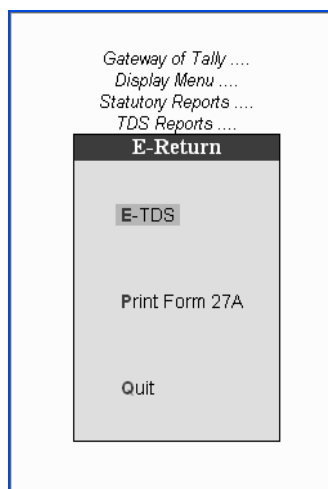 Gateway of Tally ....
Display Menu ....
Statutory Reports ....
TDS Reports ....
E-Return
E-TDS
Print Form 27A
Quit